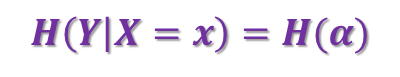 H(Y|X = x) = H(α)